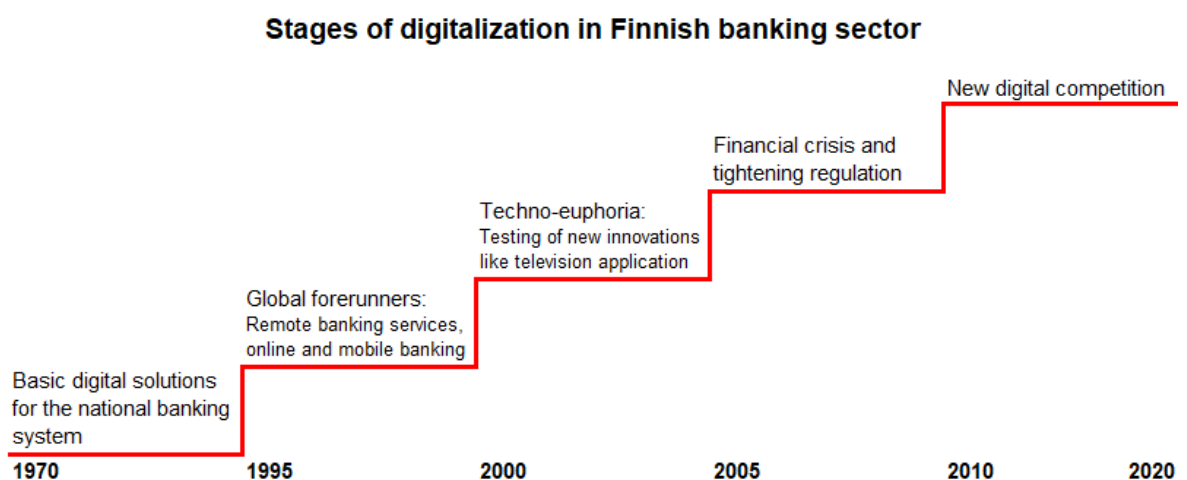 Stages of digitalization in Finnish banking sector
New digital competition
Financial crisis and
tightening regulation
Techno-euphoria:
Testing of new innovations
like television application
Global forerunners:
Remote banking services,
online and mobile banking
Basic digital solutions
for the national banking
system
1970 1995 2000 2005 2010 2020